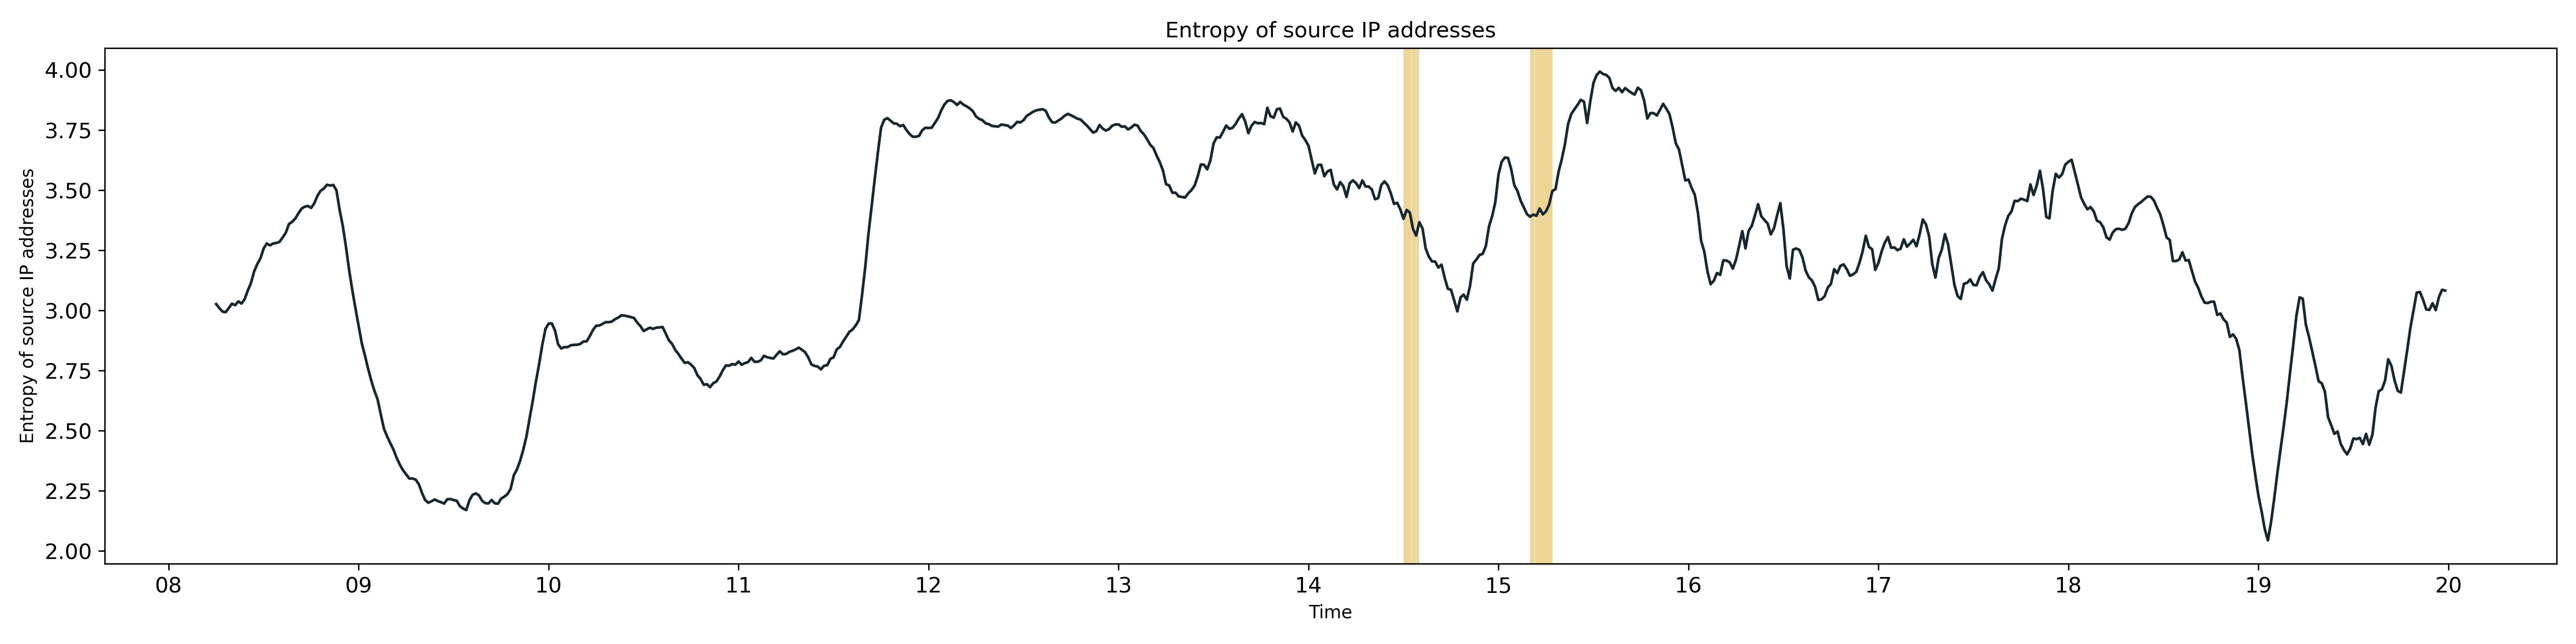 Entropy of source IP addresses
Entropy of source IP addresses
4.00
3.75
3.50
3.25
3.00
2.75
2.50
2.25
2.00
08 09 10 11 12 13 14 15 16 17 18 19 20
Time